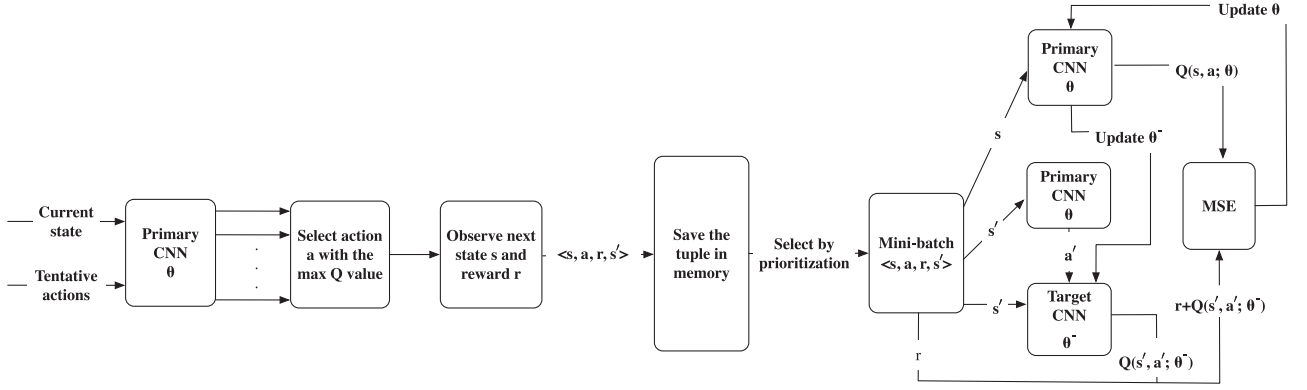 Current
state
Tentative
actions
Primary
CNN
θ
Select action
a with the
max Q value
Observe next
state s and
reward r
<s, a, r, s′>
Save the
tuple in
memory
Select by
prioritization
Mini-batch
<s, a, r, s′>
s
s′
s′
r
Primary
CNN
θ
Update θ
Q(s, a; θ)
Update θ⁻
Primary
CNN
θ
a′
Target
CNN
θ⁻
Q(s′, a′; θ⁻)
r+Q(s′, a′; θ⁻)
MSE